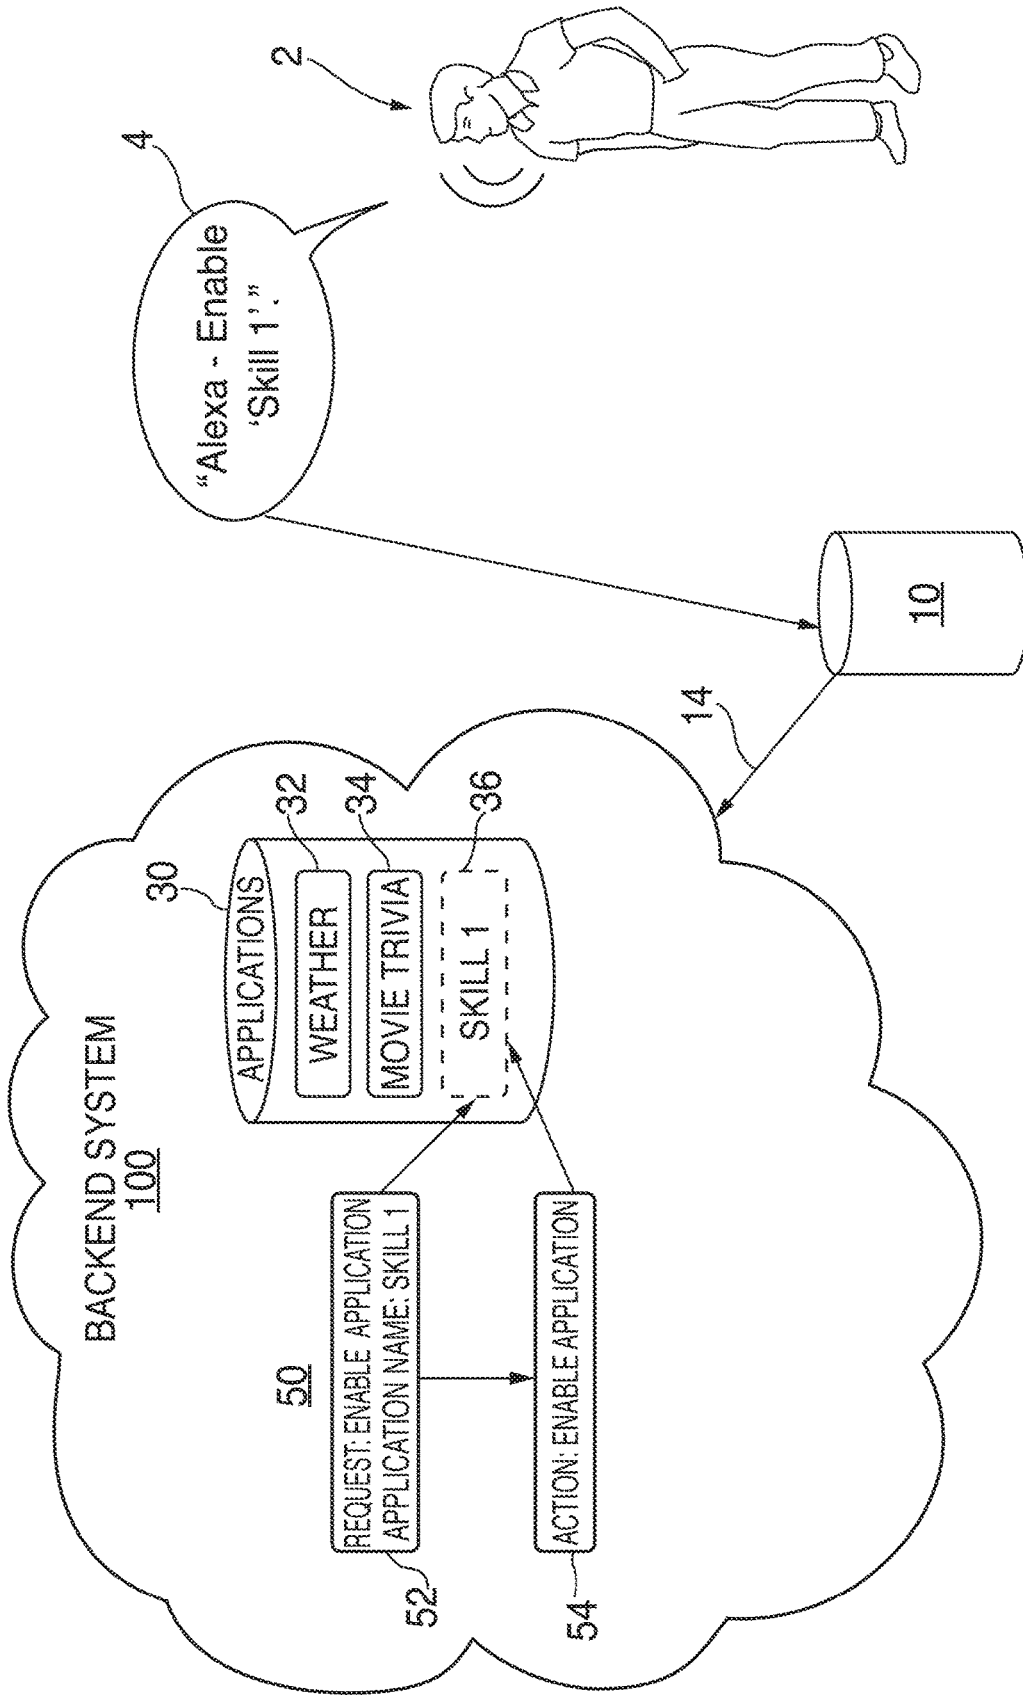 BACKEND SYSTEM
100
50
REQUEST: ENABLE APPLICATION
APPLICATION NAME: SKILL 1
52
ACTION: ENABLE APPLICATION
54
30
APPLICATIONS
WEATHER
32
MOVIE TRIVIA
34
SKILL 1
36
14
10
“Alexa - Enable
‘Skill 1’.”
4
2